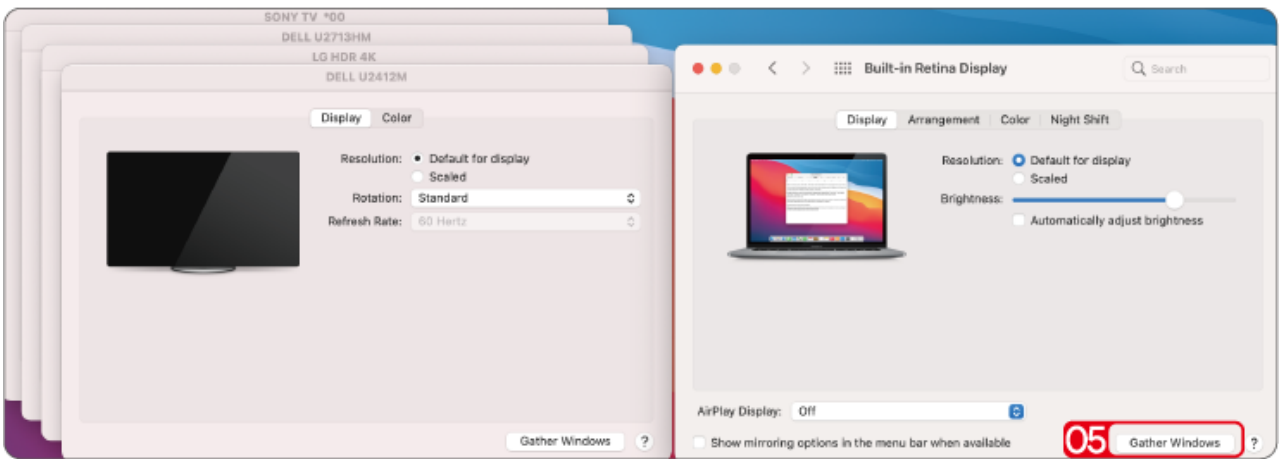 SONY TV *00
DELL U2713HM
LG HDR 4K
DELL U2412M
Display Color
Resolution: Default for display
Scaled
Rotation: Standard
Refresh Rate: 60 Hertz
Gather Windows ?
Built-in Retina Display
Search
Display Arrangement Color Night Shift
Resolution: Default for display
Scaled
Brightness:
Automatically adjust brightness
AirPlay Display: Off
Show mirroring options in the menu bar when available
05 Gather Windows ?